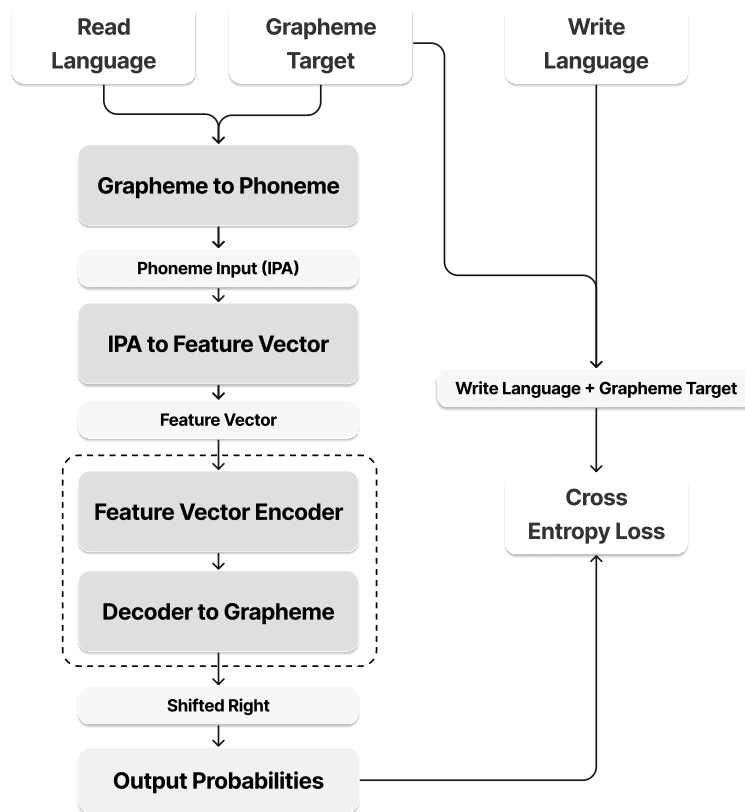 Read
Language
Grapheme
Target
Write
Language
Grapheme to Phoneme
Phoneme Input (IPA)
IPA to Feature Vector
Write Language + Grapheme Target
Feature Vector
Feature Vector Encoder
Cross
Entropy Loss
Decoder to Grapheme
Shifted Right
Output Probabilities